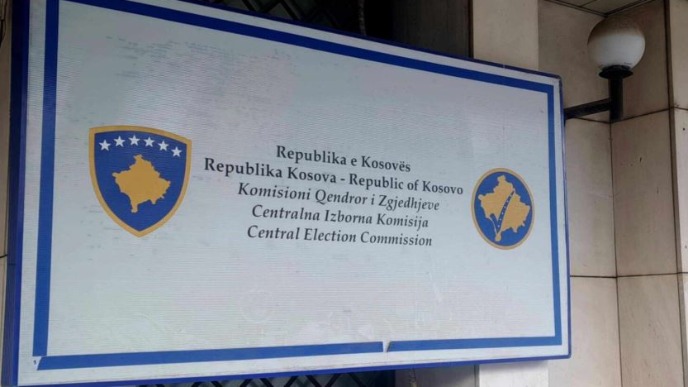 Republika e Kosovës
Republika Kosova - Republic of Kosovo
Komisioni Qendror i Zgjedhjeve
Centralna Izborna Komisija
Central Election Commission